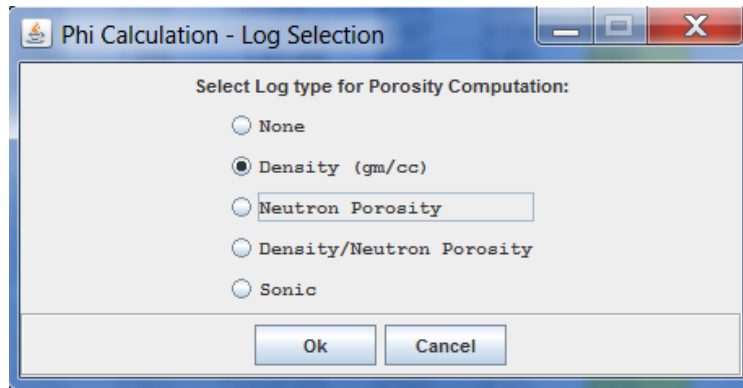 Phi Calculation - Log Selection
Select Log type for Porosity Computation:
None
Density (gm/cc)
Neutron Porosity
Density/Neutron Porosity
Sonic
Ok Cancel